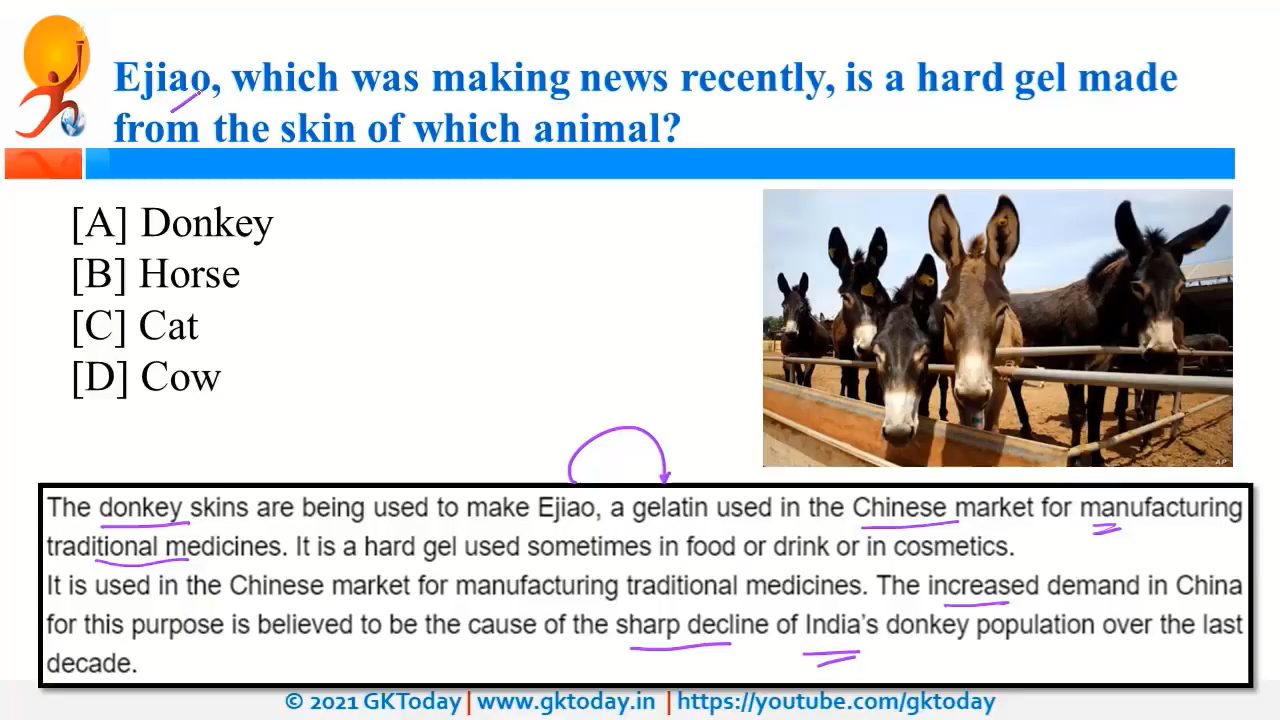 Ejiao, which was making news recently, is a hard gel made
from the skin of which animal?
[A] Donkey
[B] Horse
[C] Cat
[D] Cow
AP
The donkey skins are being used to make Ejiao, a gelatin used in the Chinese market for manufacturing
traditional medicines. It is a hard gel used sometimes in food or drink or in cosmetics.
It is used in the Chinese market for manufacturing traditional medicines. The increased demand in China
for this purpose is believed to be the cause of the sharp decline of India's donkey population over the last
decade.
© 2021 GKToday | www.gktoday.in | https://youtube.com/gktoday